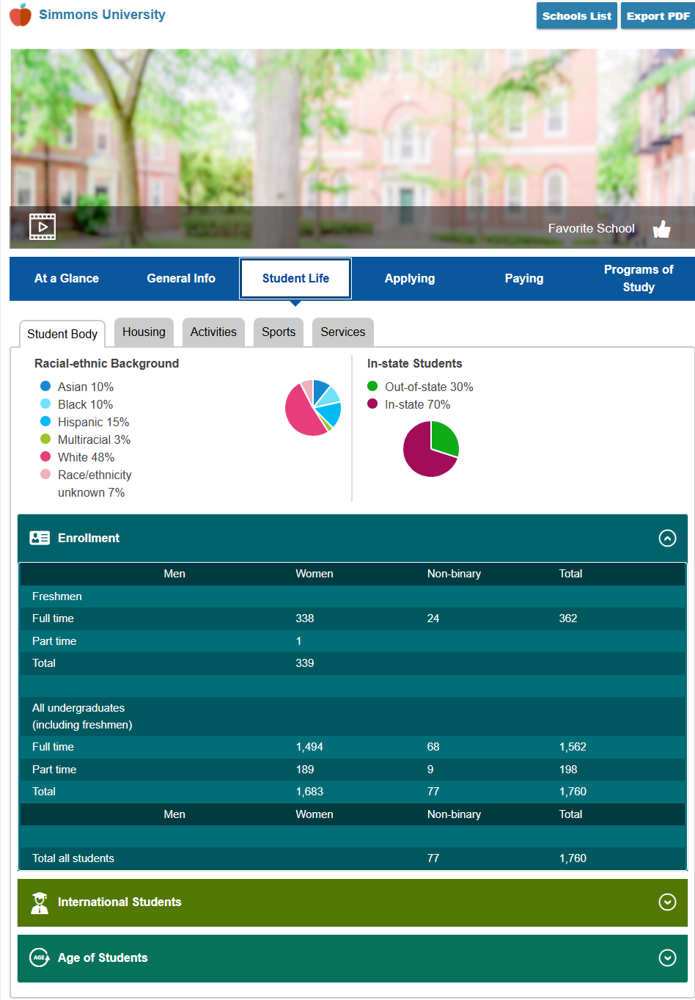 Simmons University
Schools List
Export PDF
Favorite School
At a Glance
General Info
Student Life
Applying
Paying
Programs of
Study
Student Body
Housing
Activities
Sports
Services
Racial-ethnic Background
Asian 10%
Black 10%
Hispanic 15%
Multiracial 3%
White 48%
Race/ethnicity
unknown 7%
In-state Students
Out-of-state 30%
In-state 70%
Enrollment
Men Women Non-binary Total
Freshmen
Full time 338 24 362
Part time 1
Total 339
All undergraduates
(including freshmen)
Full time 1,494 68 1,562
Part time 189 9 198
Total 1,683 77 1,760
Men Women Non-binary Total
Total all students 77 1,760
International Students
AGE
Age of Students